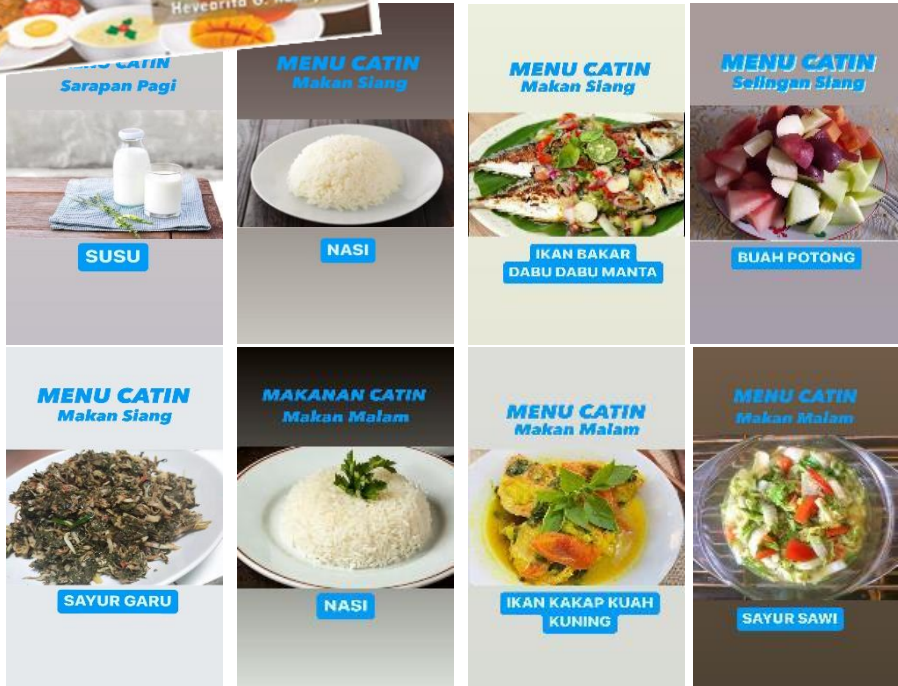 Hevearita G.
CATIN
Sarapan Pagi
SUSU
MENU CATIN
Makan Siang
NASI
MENU CATIN
Makan Siang
IKAN BAKAR
DABU DABU MANTA
MENU CATIN
Selingan Siang
BUAH POTONG
MENU CATIN
Makan Siang
SAYUR GARU
MAKANAN CATIN
Makan Malam
NASI
MENU CATIN
Makan Malam
IKAN KAKAP KUAH
KUNING
MENU CATIN
Makan Malam
SAYUR SAWI